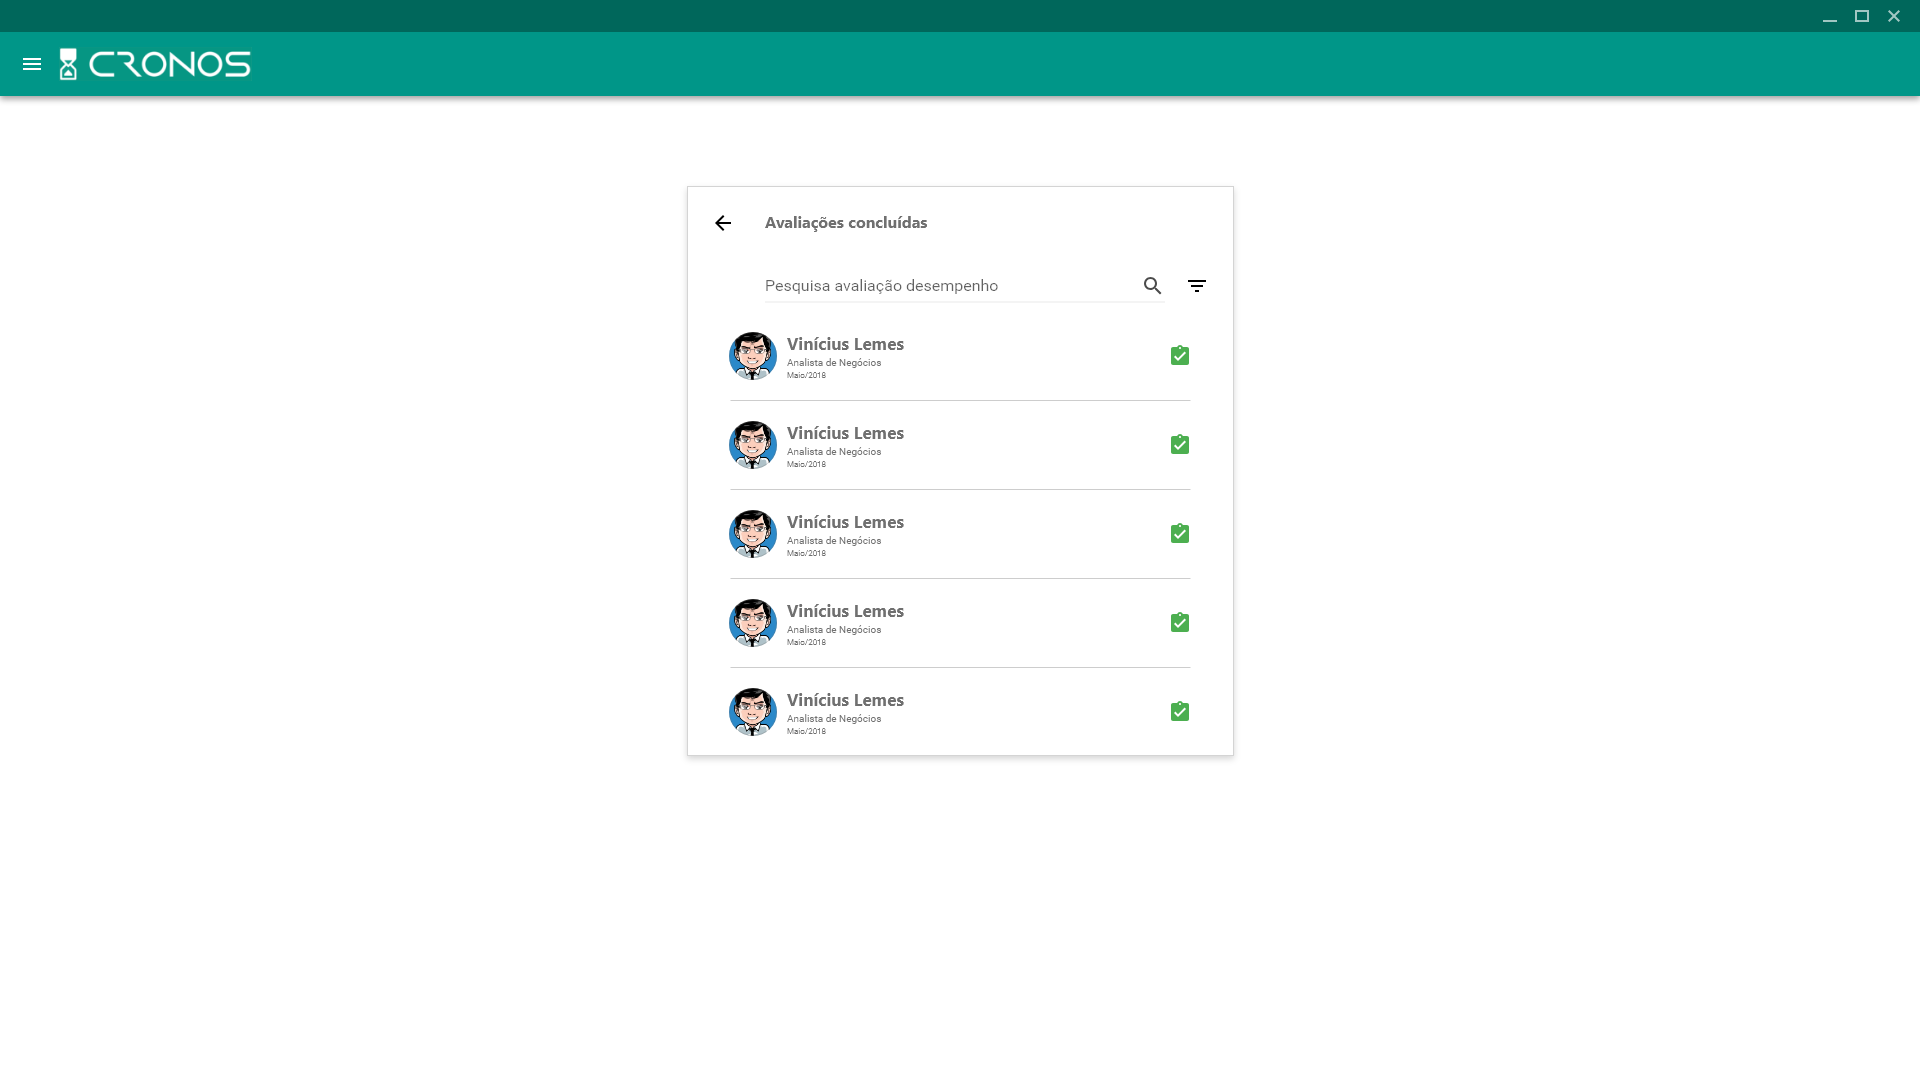 CRONOS
Avaliações concluídas
Pesquisa avaliação desempenho
Vinícius Lemes
Analista de Negócios
Maio/2018
Vinícius Lemes
Analista de Negócios
Maio/2018
Vinícius Lemes
Analista de Negócios
Maio/2018
Vinícius Lemes
Analista de Negócios
Maio/2018
Vinícius Lemes
Analista de Negócios
Maio/2018